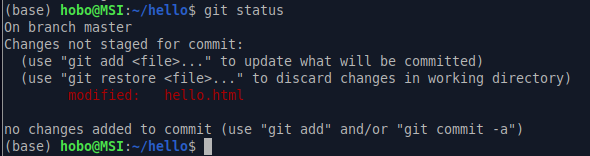 (base) hobo@MSI:~/hello$ git status
On branch master
Changes not staged for commit:
  (use "git add <file>..." to update what will be committed)
  (use "git restore <file>..." to discard changes in working directory)
        modified:   hello.html

no changes added to commit (use "git add" and/or "git commit -a")
(base) hobo@MSI:~/hello$